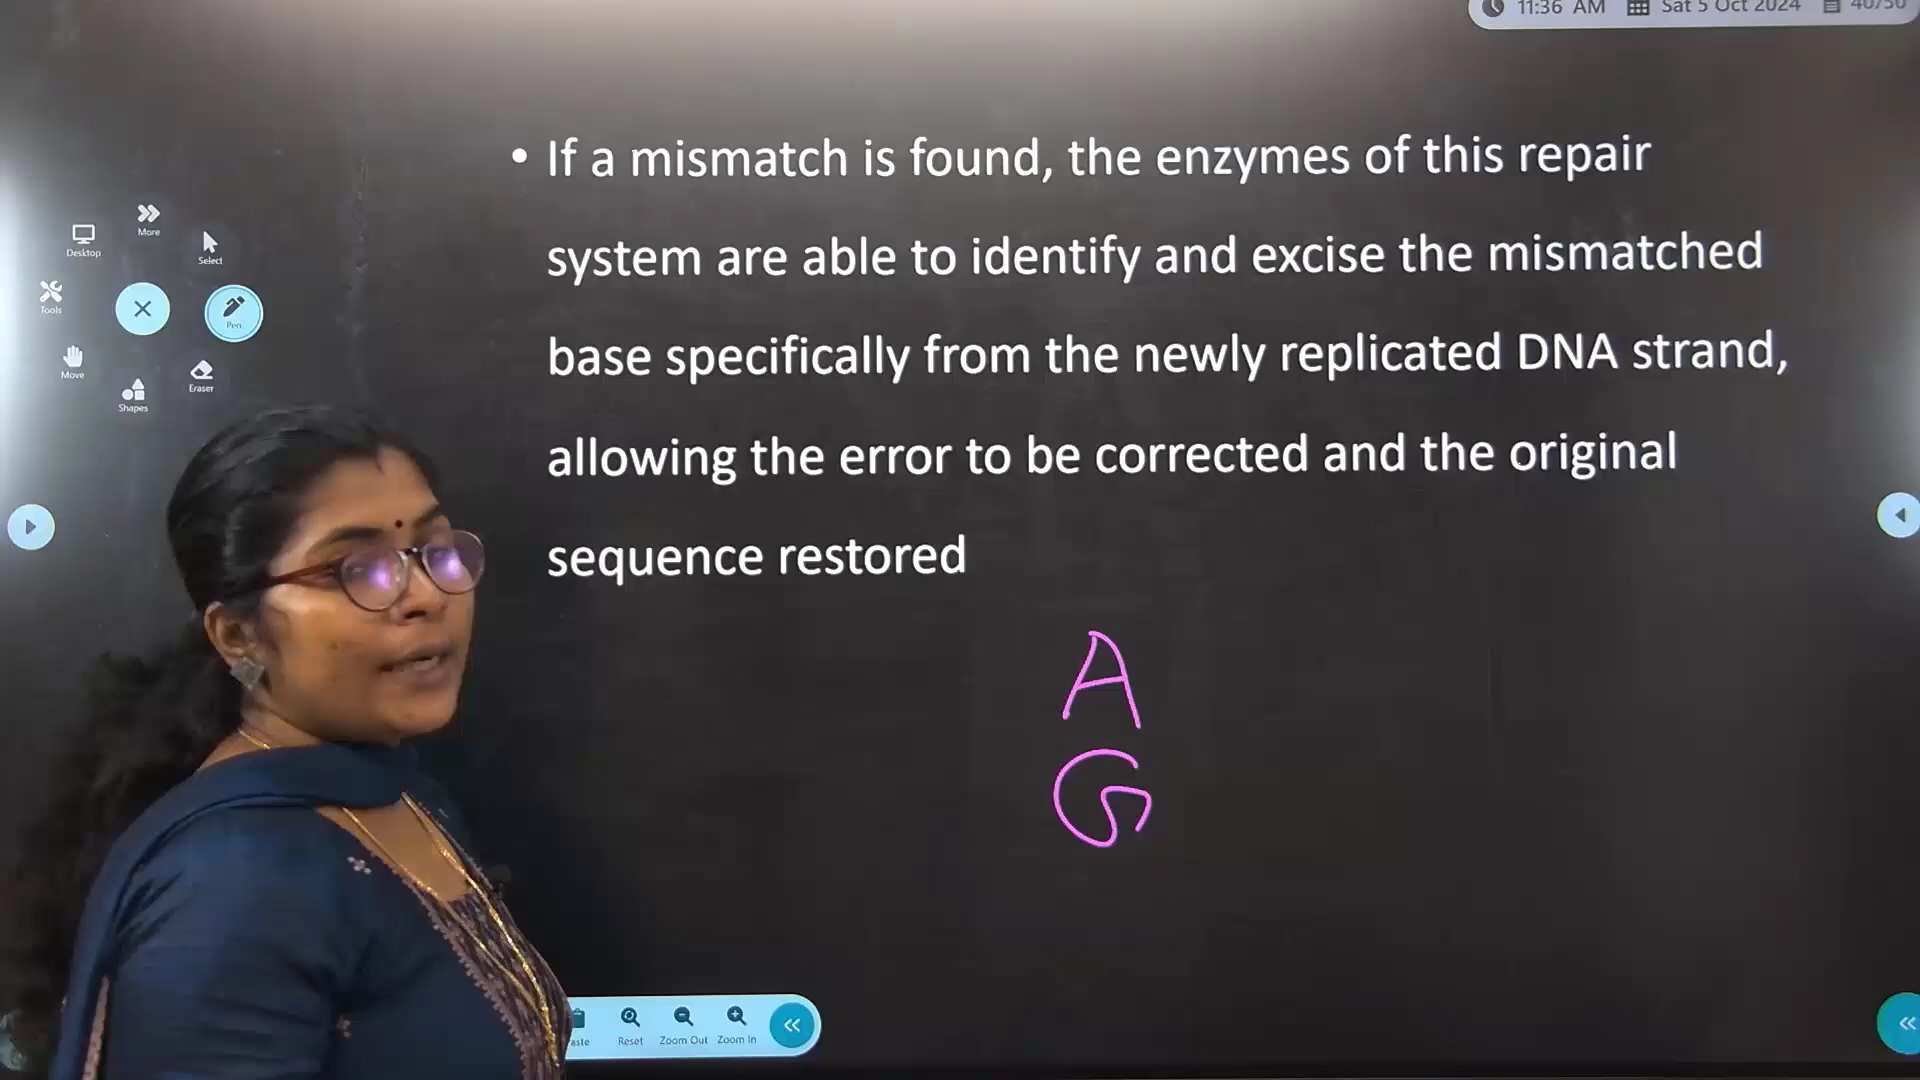 11:36 AM Sat 5 Oct 2024 40/50
• If a mismatch is found, the enzymes of this repair
system are able to identify and excise the mismatched
base specifically from the newly replicated DNA strand,
allowing the error to be corrected and the original
sequence restored
More
Desktop
Select
Tools
Pen
Move
Eraser
Shapes
A
G
aste Reset Zoom Out Zoom In